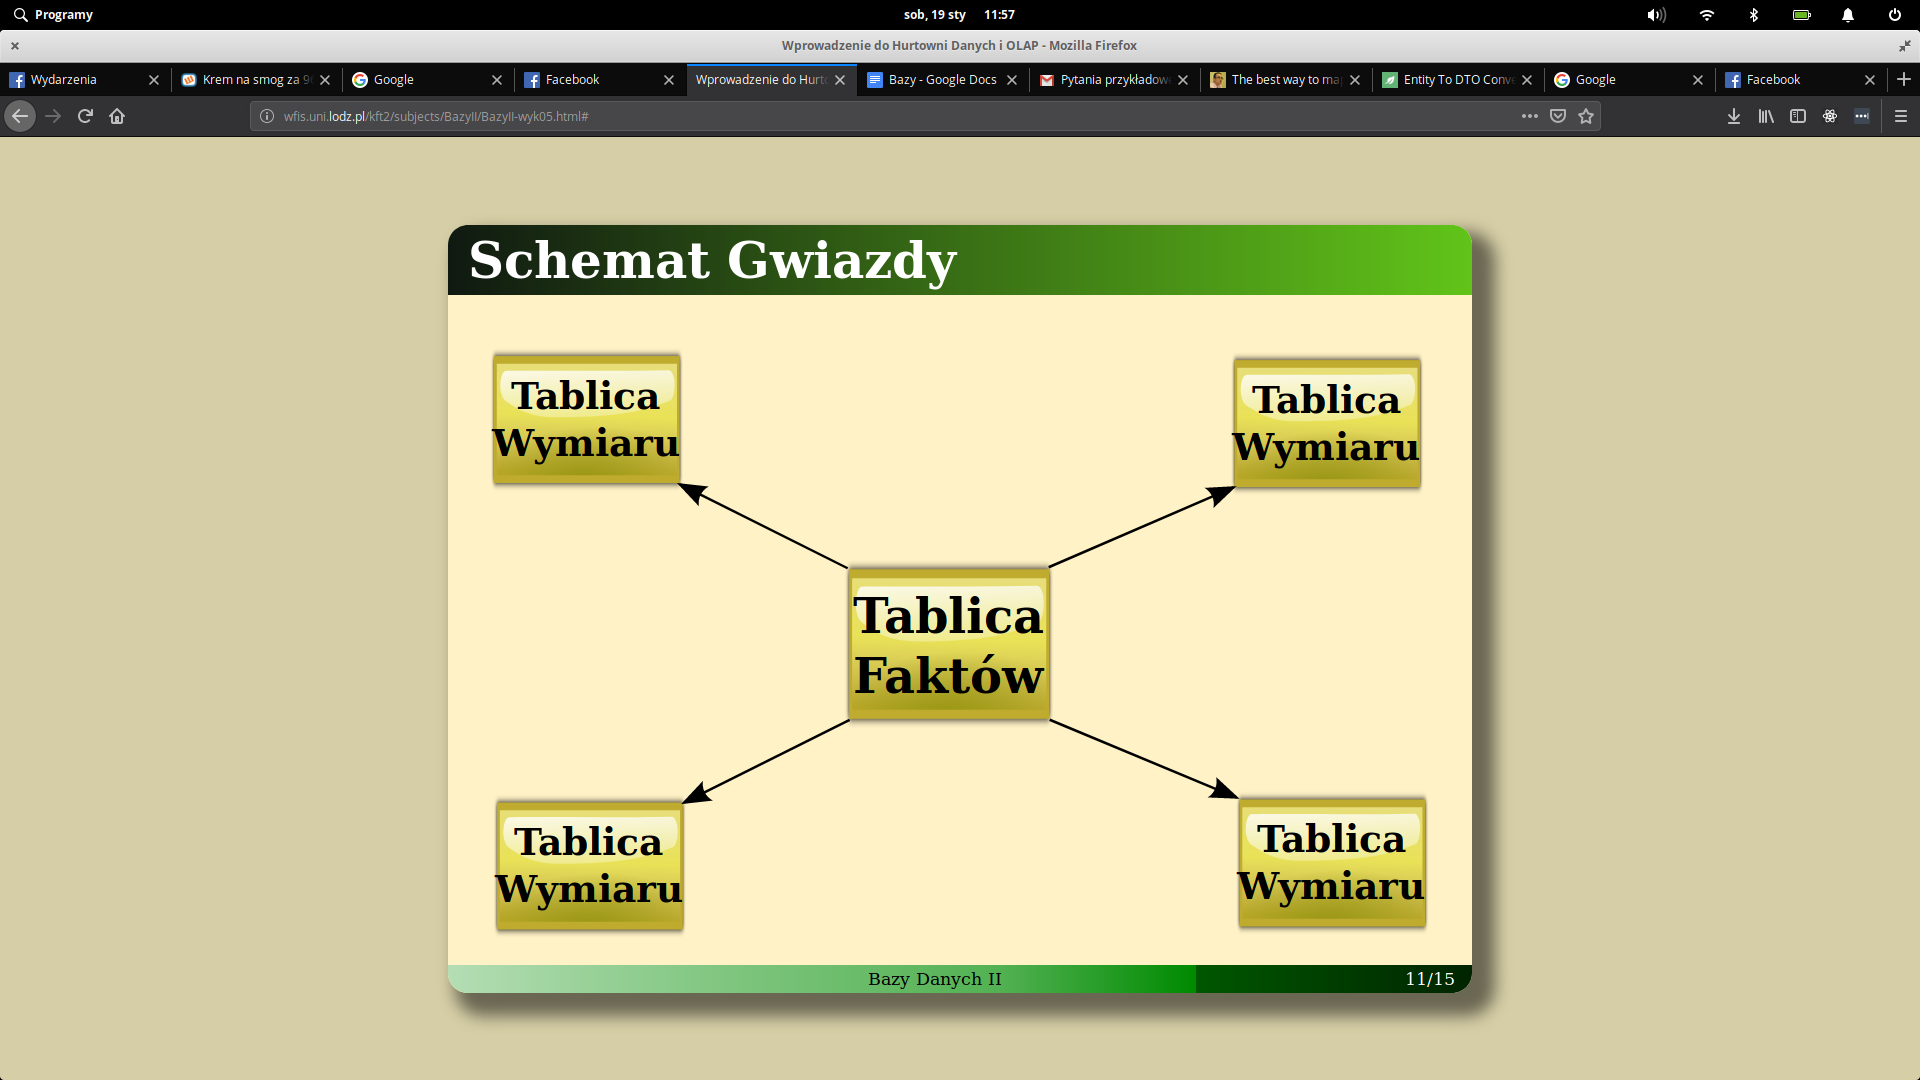 Programy
sob, 19 sty 11:57
Wprowadzenie do Hurtowni Danych i OLAP - Mozilla Firefox
Wydarzenia
Krem na smog za 9
Google
Facebook
Wprowadzenie do Hurt
Bazy - Google Docs
Pytania przykładow
The best way to ma
Entity To DTO Conv
Google
Facebook
wfis.uni.lodz.pl/kft2/subjects/BazyII/BazyII-wyk05.html#
Schemat Gwiazdy
Tablica
Wymiaru
Tablica
Wymiaru
Tablica
Faktów
Tablica
Wymiaru
Tablica
Wymiaru
Bazy Danych II
11/15